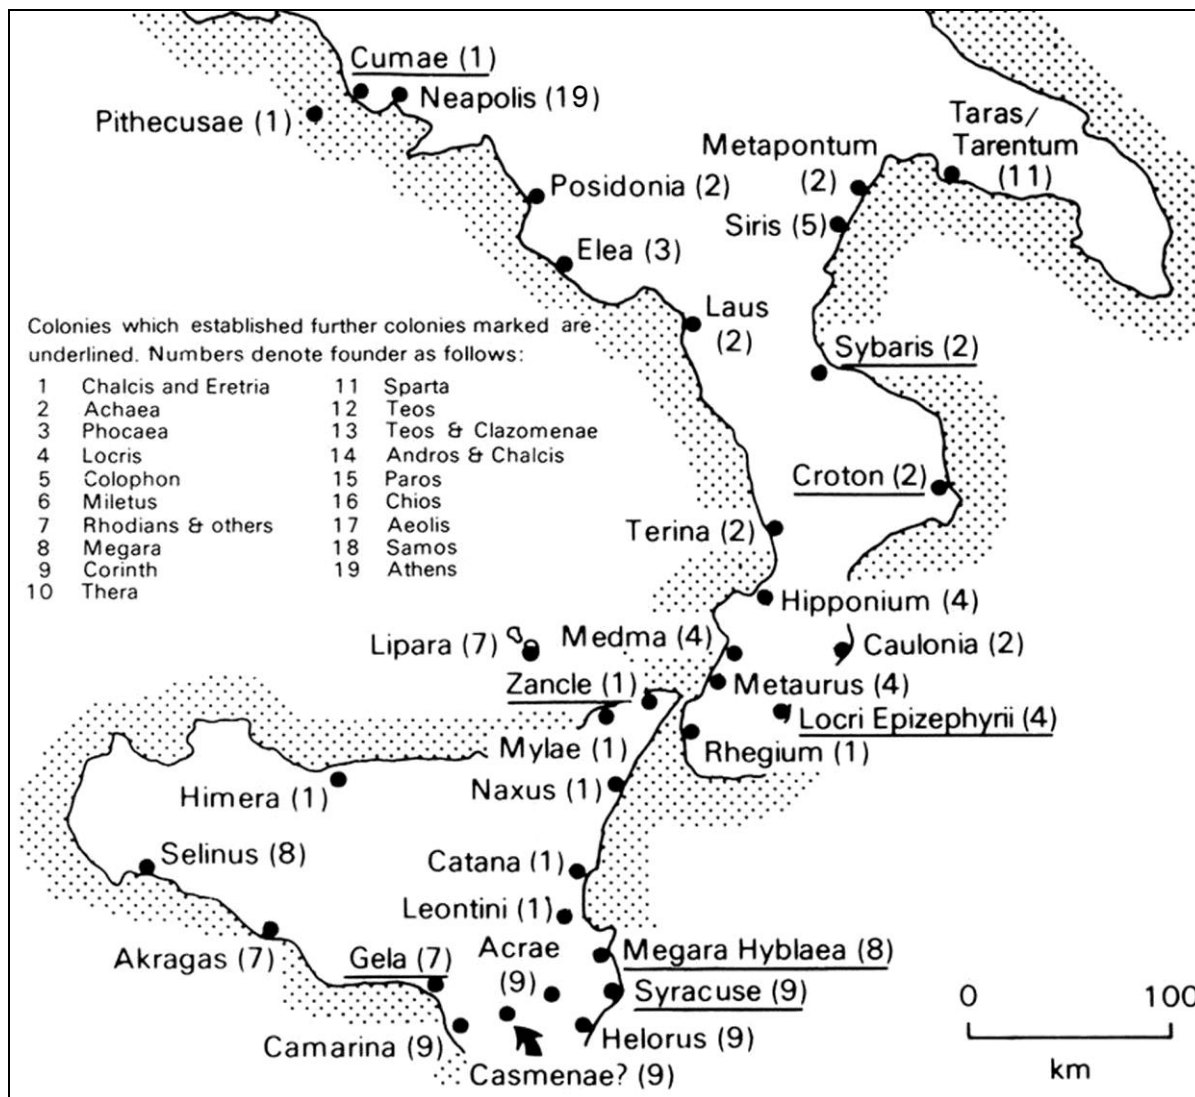 Cumae (1)
Neapolis (19)
Pithecusae (1)
Taras/
Tarentum
(11)
Metapontum
(2)
Posidonia (2)
Siris (5)
Elea (3)
Laus
(2)
Colonies which established further colonies marked are
underlined. Numbers denote founder as follows:
1 Chalcis and Eretria
2 Achaea
3 Phocaea
4 Locris
5 Colophon
6 Miletus
7 Rhodians & others
8 Megara
9 Corinth
10 Thera
11 Sparta
12 Teos
13 Teos & Clazomenae
14 Andros & Chalcis
15 Paros
16 Chios
17 Aeolis
18 Samos
19 Athens
Sybaris (2)
Croton (2)
Terina (2)
Hipponium (4)
Lipara (7)
Medma (4)
Caulonia (2)
Zancle (1)
Metaurus (4)
Locri Epizephyrii (4)
Mylae (1)
Rhegium (1)
Naxus (1)
Himera (1)
Selinus (8)
Catana (1)
Leontini (1)
Akragas (7)
Gela (7)
Acrae
(9)
Megara Hyblaea (8)
Syracuse (9)
Camarina (9)
Helorus (9)
Casmenae? (9)
0 100
km